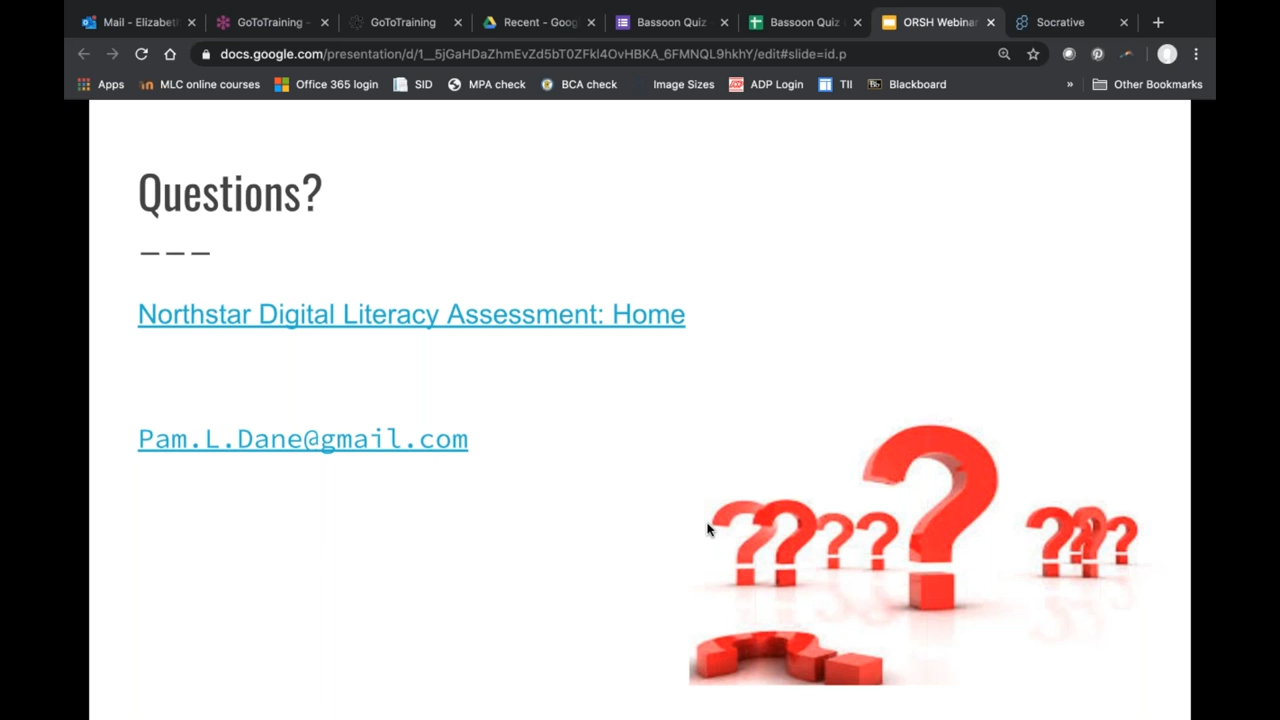 Mail - Elizabet
GoToTraining -
GoToTraining
Recent - Goog
Bassoon Quiz
Bassoon Quiz
ORSH Webinar
Socrative
docs.google.com/presentation/d/1__5jGaHDaZhmEvZd5bT0ZFkl4OvHBKA_6FMNQL9hkhY/edit#slide=id.p
Apps
MLC online courses
Office 365 login
SID
MPA check
BCA check
Image Sizes
ADP Login
TII
Blackboard
»
Other Bookmarks
Questions?
Northstar Digital Literacy Assessment: Home
Pam.L.Dane@gmail.com